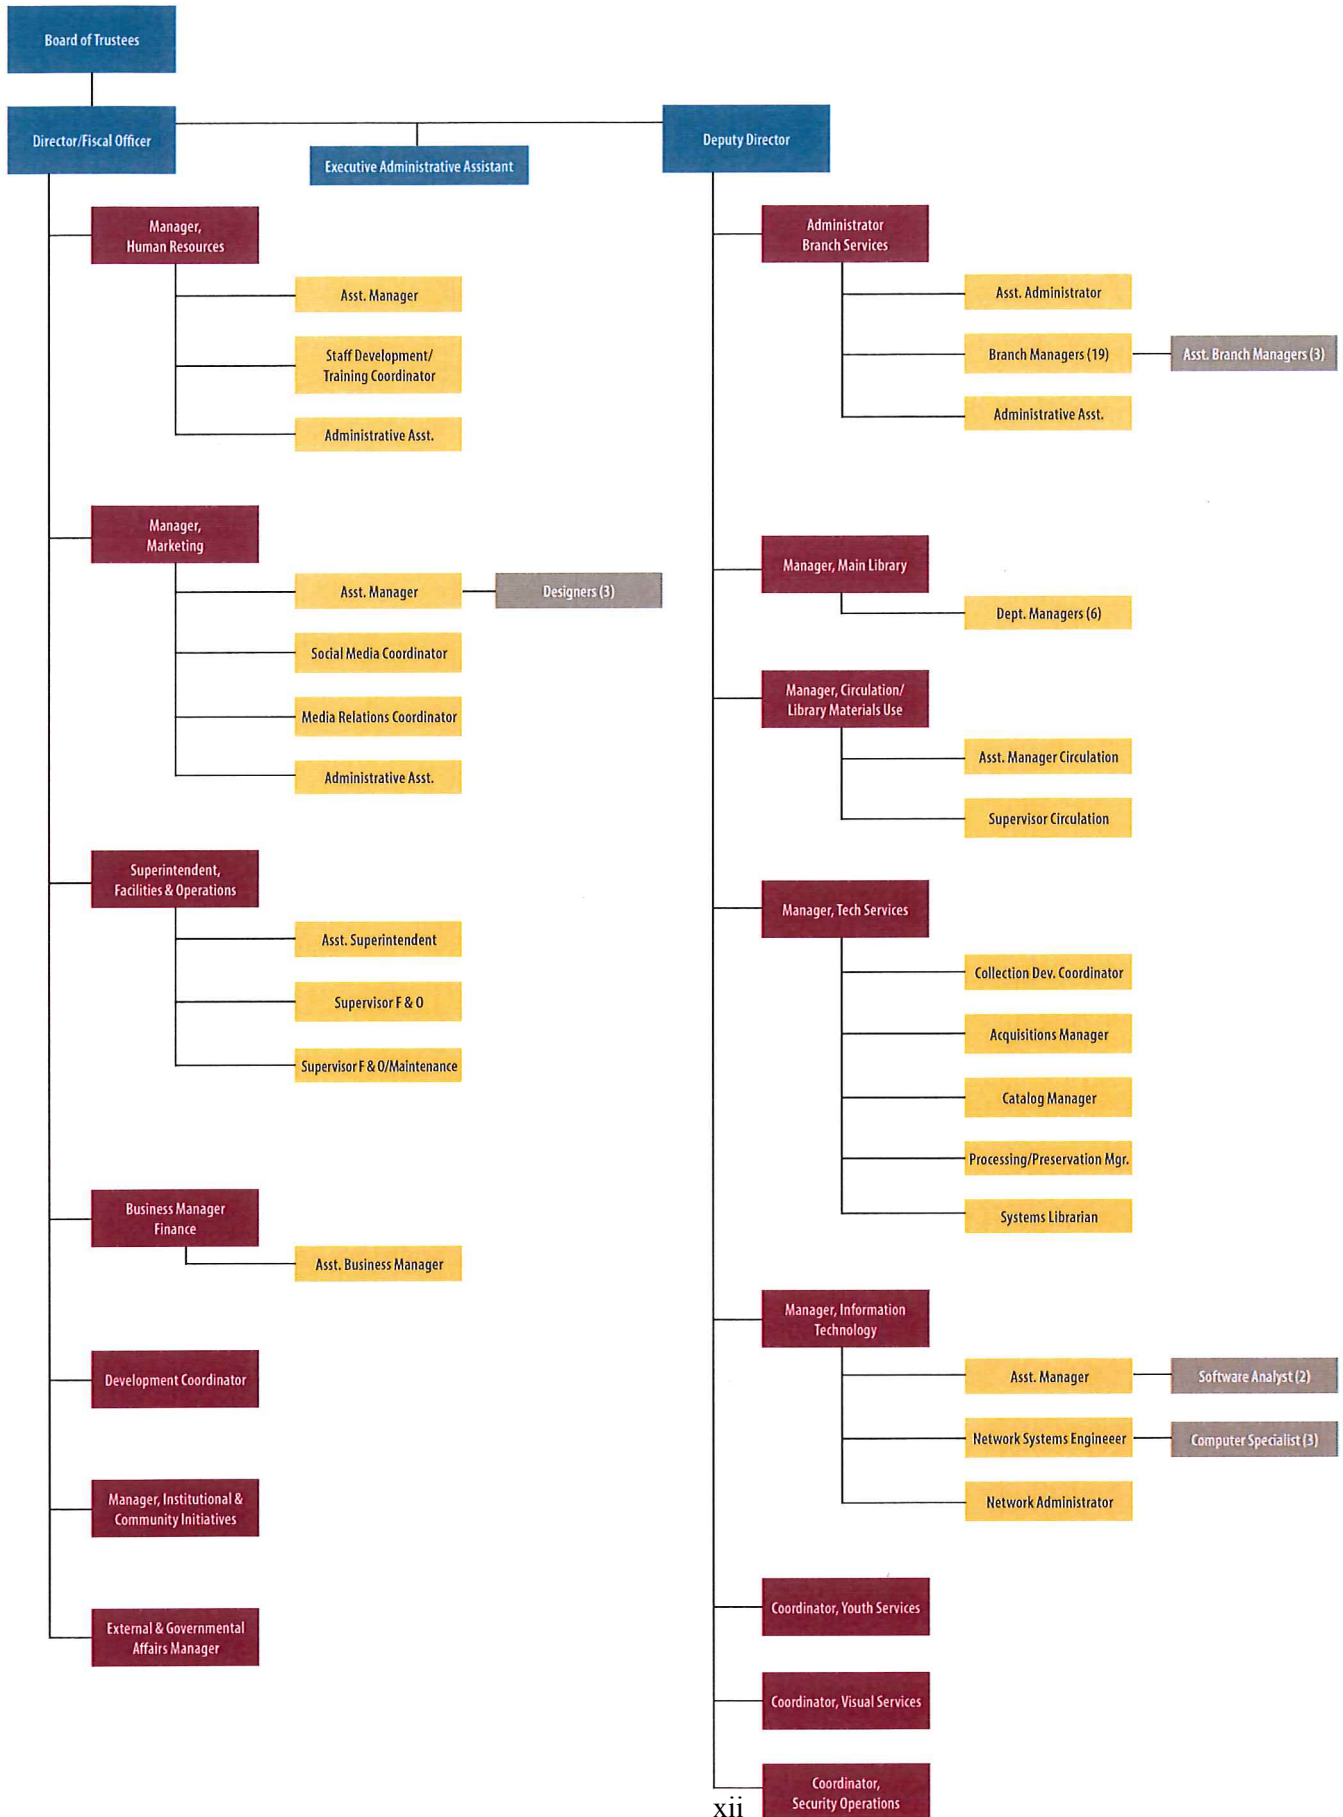 Board of Trustees
Director/Fiscal Officer
Executive Administrative Assistant
Deputy Director
Manager,
Human Resources
Asst. Manager
Staff Development/
Training Coordinator
Administrative Asst.
Manager,
Marketing
Asst. Manager
Designers (3)
Social Media Coordinator
Media Relations Coordinator
Administrative Asst.
Superintendent,
Facilities & Operations
Asst. Superintendent
Supervisor F & O
Supervisor F & O/Maintenance
Business Manager
Finance
Asst. Business Manager
Development Coordinator
Manager, Institutional &
Community Initiatives
External & Governmental
Affairs Manager
Administrator
Branch Services
Asst. Administrator
Branch Managers (19)
Asst. Branch Managers (3)
Administrative Asst.
Manager, Main Library
Dept. Managers (6)
Manager, Circulation/
Library Materials Use
Asst. Manager Circulation
Supervisor Circulation
Manager, Tech Services
Collection Dev. Coordinator
Acquisitions Manager
Catalog Manager
Processing/Preservation Mgr.
Systems Librarian
Manager, Information
Technology
Asst. Manager
Software Analyst (2)
Network Systems Engineeer
Computer Specialist (3)
Network Administrator
Coordinator, Youth Services
Coordinator, Visual Services
Coordinator,
Security Operations
xii